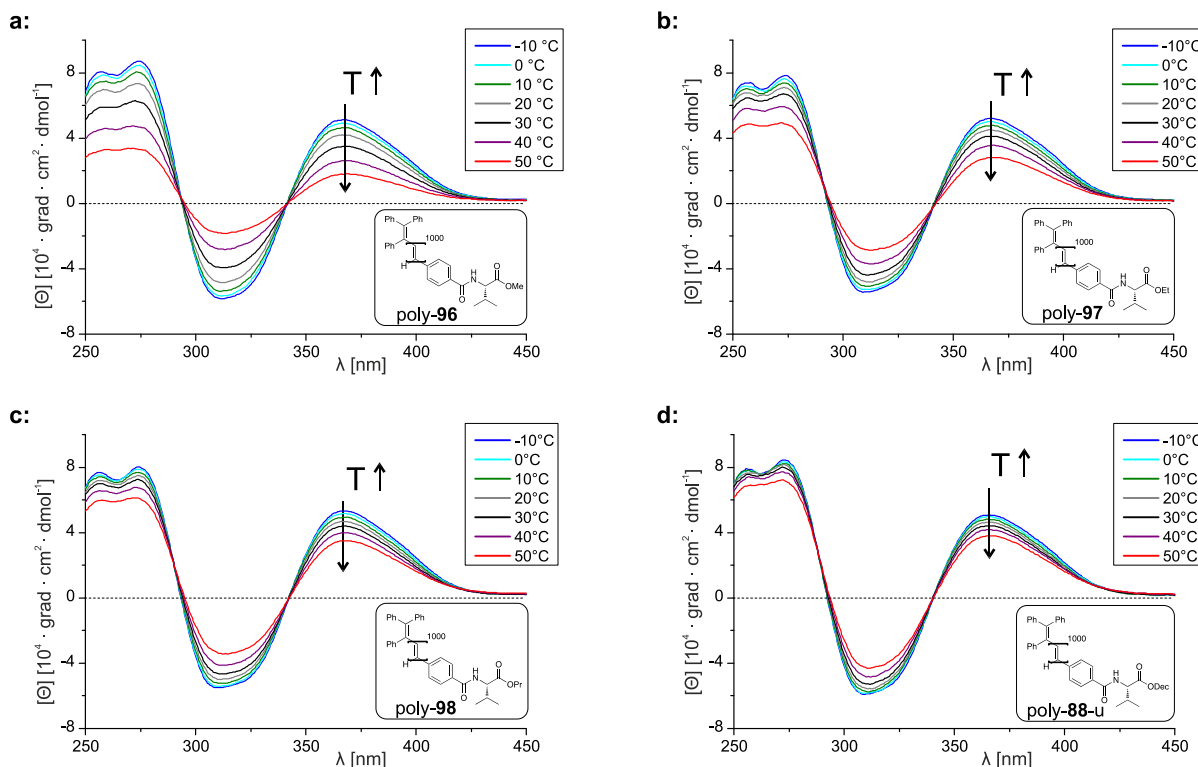 a:
-10 °C
0 °C
10 °C
20 °C
30 °C
40 °C
50 °C
T
[Θ] [10⁴ · grad · cm² · dmol⁻¹]
8
4
0
-4
-8
250 300 350 400 450
λ [nm]
Ph Ph
Ph
1000
H
O
H
N
O
OMe
poly-96
b:
-10 °C
0 °C
10 °C
20 °C
30 °C
40 °C
50 °C
T
[Θ] [10⁴ · grad · cm² · dmol⁻¹]
8
4
0
-4
-8
250 300 350 400 450
λ [nm]
Ph Ph
Ph
1000
H
O
H
N
O
OEt
poly-97
c:
-10°C
0°C
10°C
20°C
30°C
40°C
50°C
T
[Θ] [10⁴ · grad · cm² · dmol⁻¹]
8
4
0
-4
-8
250 300 350 400 450
λ [nm]
Ph Ph
Ph
1000
H
O
H
N
O
OPr
poly-98
d:
-10°C
0°C
10°C
20°C
30°C
40°C
50°C
T
[Θ] [10⁴ · grad · cm² · dmol⁻¹]
8
4
0
-4
-8
250 300 350 400 450
λ [nm]
Ph Ph
Ph
1000
H
O
H
N
O
ODec
poly-88-u